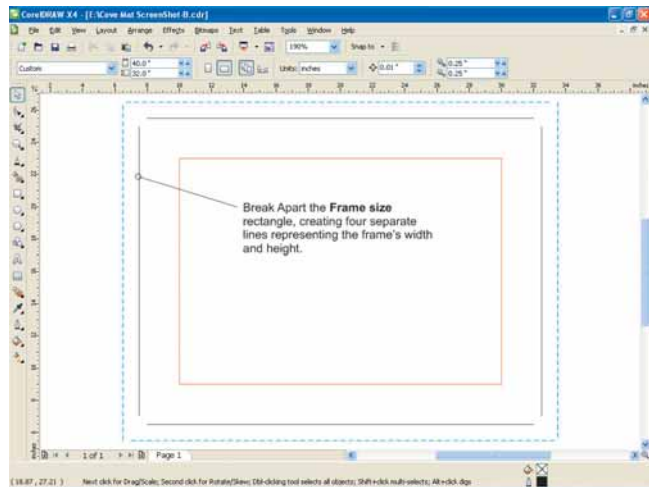 CorelDRAW X4 - [E:\Cove Mat ScreenShot-B.cdr]
File Edit View Layout Arrange Effects Bitmaps Text Table Tools Window Help
190% Snap to
Custom 40.0" 32.0" Units: inches 0.01" 0.25" 0.25"
inches
Break Apart the Frame size
rectangle, creating four separate
lines representing the frame's width
and height.
1 of 1 Page 1
Next click for Drag/Scale; Second click for Rotate/Skew; Dbl-clicking tool selects all objects; Shift+click multi-selects; Alt+click digs